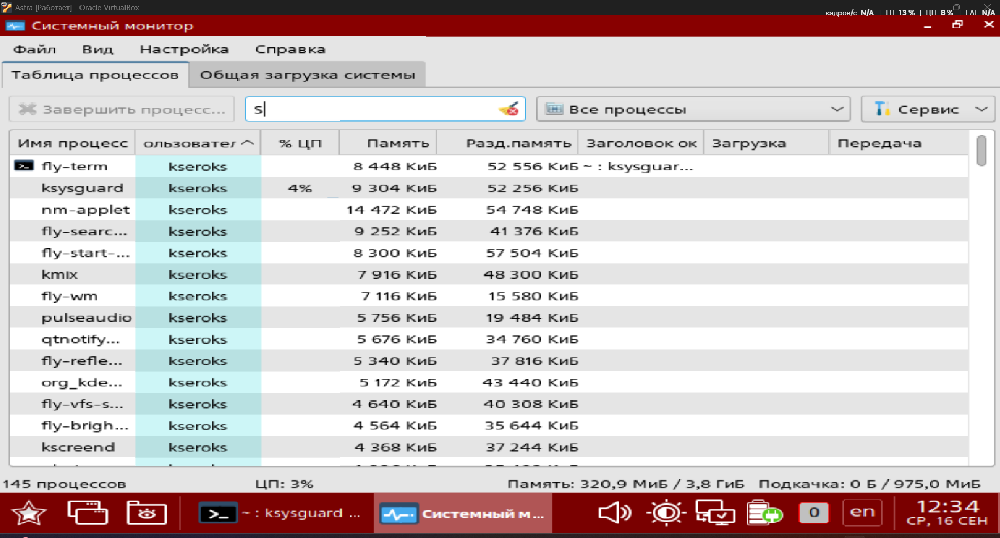 Astra [Работает] - Oracle VirtualBox
кадров/с N/A | ГП 13 % | ЦП 8 % | LAT N/A
Системный монитор
Файл Вид Настройка Справка
Таблица процессов Общая загрузка системы
Завершить процесс... s Все процессы Сервис
Имя процесс ользовател % ЦП Память Разд.память Заголовок ок Загрузка Передача
fly-term kseroks 8 448 КиБ 52 556 КиБ ~ : ksysguar...
ksysguard kseroks 4% 9 304 КиБ 52 256 КиБ
nm-applet kseroks 14 472 КиБ 54 748 КиБ
fly-searc... kseroks 9 252 КиБ 41 376 КиБ
fly-start-... kseroks 8 300 КиБ 57 504 КиБ
kmix kseroks 7 916 КиБ 48 300 КиБ
fly-wm kseroks 7 116 КиБ 15 580 КиБ
pulseaudio kseroks 5 756 КиБ 19 484 КиБ
qtnotify... kseroks 5 676 КиБ 34 760 КиБ
fly-refle... kseroks 5 340 КиБ 37 816 КиБ
org_kde... kseroks 5 172 КиБ 43 440 КиБ
fly-vfs-s... kseroks 4 640 КиБ 40 308 КиБ
fly-brigh... kseroks 4 564 КиБ 35 644 КиБ
kscreend kseroks 4 368 КиБ 37 244 КиБ
145 процессов ЦП: 3% Память: 320,9 МиБ / 3,8 ГиБ Подкачка: 0 Б / 975,0 МиБ
~ : ksysguard ... Системный м... 0 en 12:34
СР, 16 СЕН